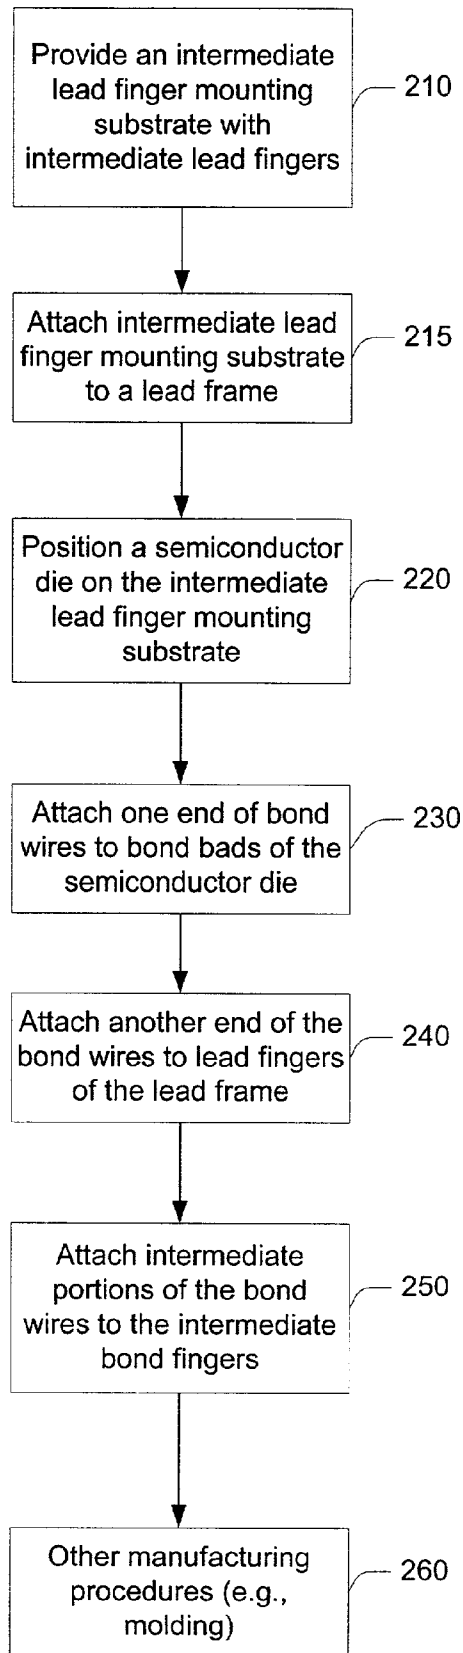 Provide an intermediate
lead finger mounting
substrate with
intermediate lead fingers
210
Attach intermediate lead
finger mounting substrate
to a lead frame
215
Position a semiconductor
die on the intermediate
lead finger mounting
substrate
220
Attach one end of bond
wires to bond bads of the
semiconductor die
230
Attach another end of the
bond wires to lead fingers
of the lead frame
240
Attach intermediate
portions of the bond
wires to the intermediate
bond fingers
250
Other manufacturing
procedures (e.g.,
molding)
260